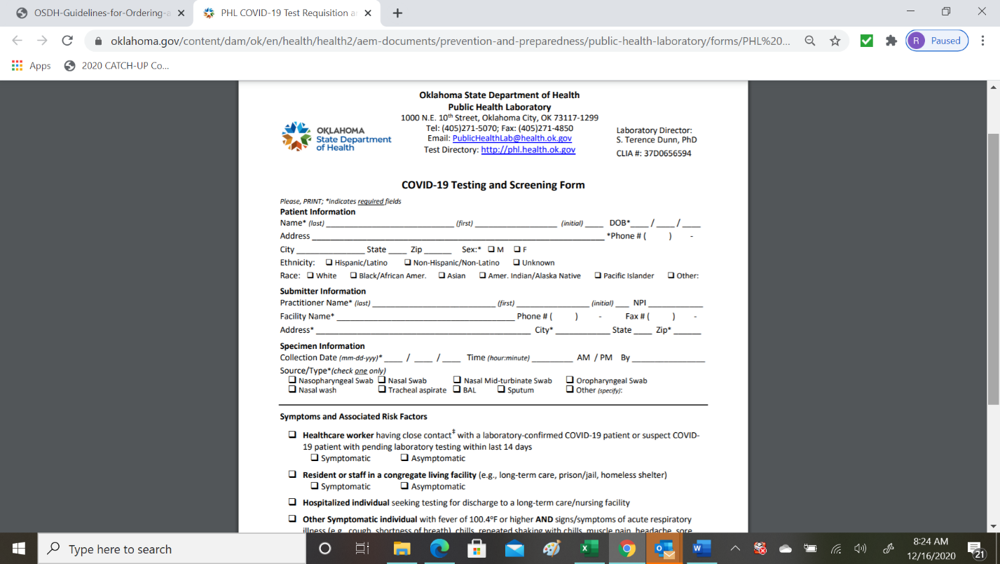 OSDH-Guidelines-for-Ordering-a
PHL COVID-19 Test Requisition a
oklahoma.gov/content/dam/ok/en/health/health2/aem-documents/prevention-and-preparedness/public-health-laboratory/forms/PHL%20...
R Paused
Apps 2020 CATCH-UP Co...
Oklahoma State Department of Health
Public Health Laboratory
1000 N.E. 10th Street, Oklahoma City, OK 73117-1299
Tel: (405)271-5070; Fax: (405)271-4850
Email: PublicHealthLab@health.ok.gov
Test Directory: http://phl.health.ok.gov
OKLAHOMA
State Department
of Health
Laboratory Director:
S. Terence Dunn, PhD
CLIA #: 37D0656594
COVID-19 Testing and Screening Form
Please, PRINT; *indicates required fields
Patient Information
Name* (last) ____ (first) ____ (initial) ____ DOB*____ / ____ / ____
Address ____ *Phone # ( ) -
City ____ State ____ Zip ____ Sex:* ❑ M ❑ F
Ethnicity: ❑ Hispanic/Latino ❑ Non-Hispanic/Non-Latino ❑ Unknown
Race: ❑ White ❑ Black/African Amer. ❑ Asian ❑ Amer. Indian/Alaska Native ❑ Pacific Islander ❑ Other:
Submitter Information
Practitioner Name* (last) ____ (first) ____ (initial) ____ NPI ____
Facility Name* ____ Phone # ( ) - Fax # ( ) -
Address* ____ City* ____ State ____ Zip* ____
Specimen Information
Collection Date (mm-dd-yyy)* ____ / ____ / ____ Time (hour:minute) ____ AM / PM By ____
Source/Type*(check one only)
❑ Nasopharyngeal Swab ❑ Nasal Swab ❑ Nasal Mid-turbinate Swab ❑ Oropharyngeal Swab
❑ Nasal wash ❑ Tracheal aspirate ❑ BAL ❑ Sputum ❑ Other (specify):
Symptoms and Associated Risk Factors
❑ Healthcare worker having close contact‡ with a laboratory-confirmed COVID-19 patient or suspect COVID-
19 patient with pending laboratory testing within last 14 days
❑ Symptomatic ❑ Asymptomatic
❑ Resident or staff in a congregate living facility (e.g., long-term care, prison/jail, homeless shelter)
❑ Symptomatic ❑ Asymptomatic
❑ Hospitalized individual seeking testing for discharge to a long-term care/nursing facility
❑ Other Symptomatic individual with fever of 100.4°F or higher AND signs/symptoms of acute respiratory
illness (e.g., cough, shortness of breath), chills, repeated shaking with chills, muscle pain, headache, sore
Type here to search
8:24 AM
12/16/2020
21